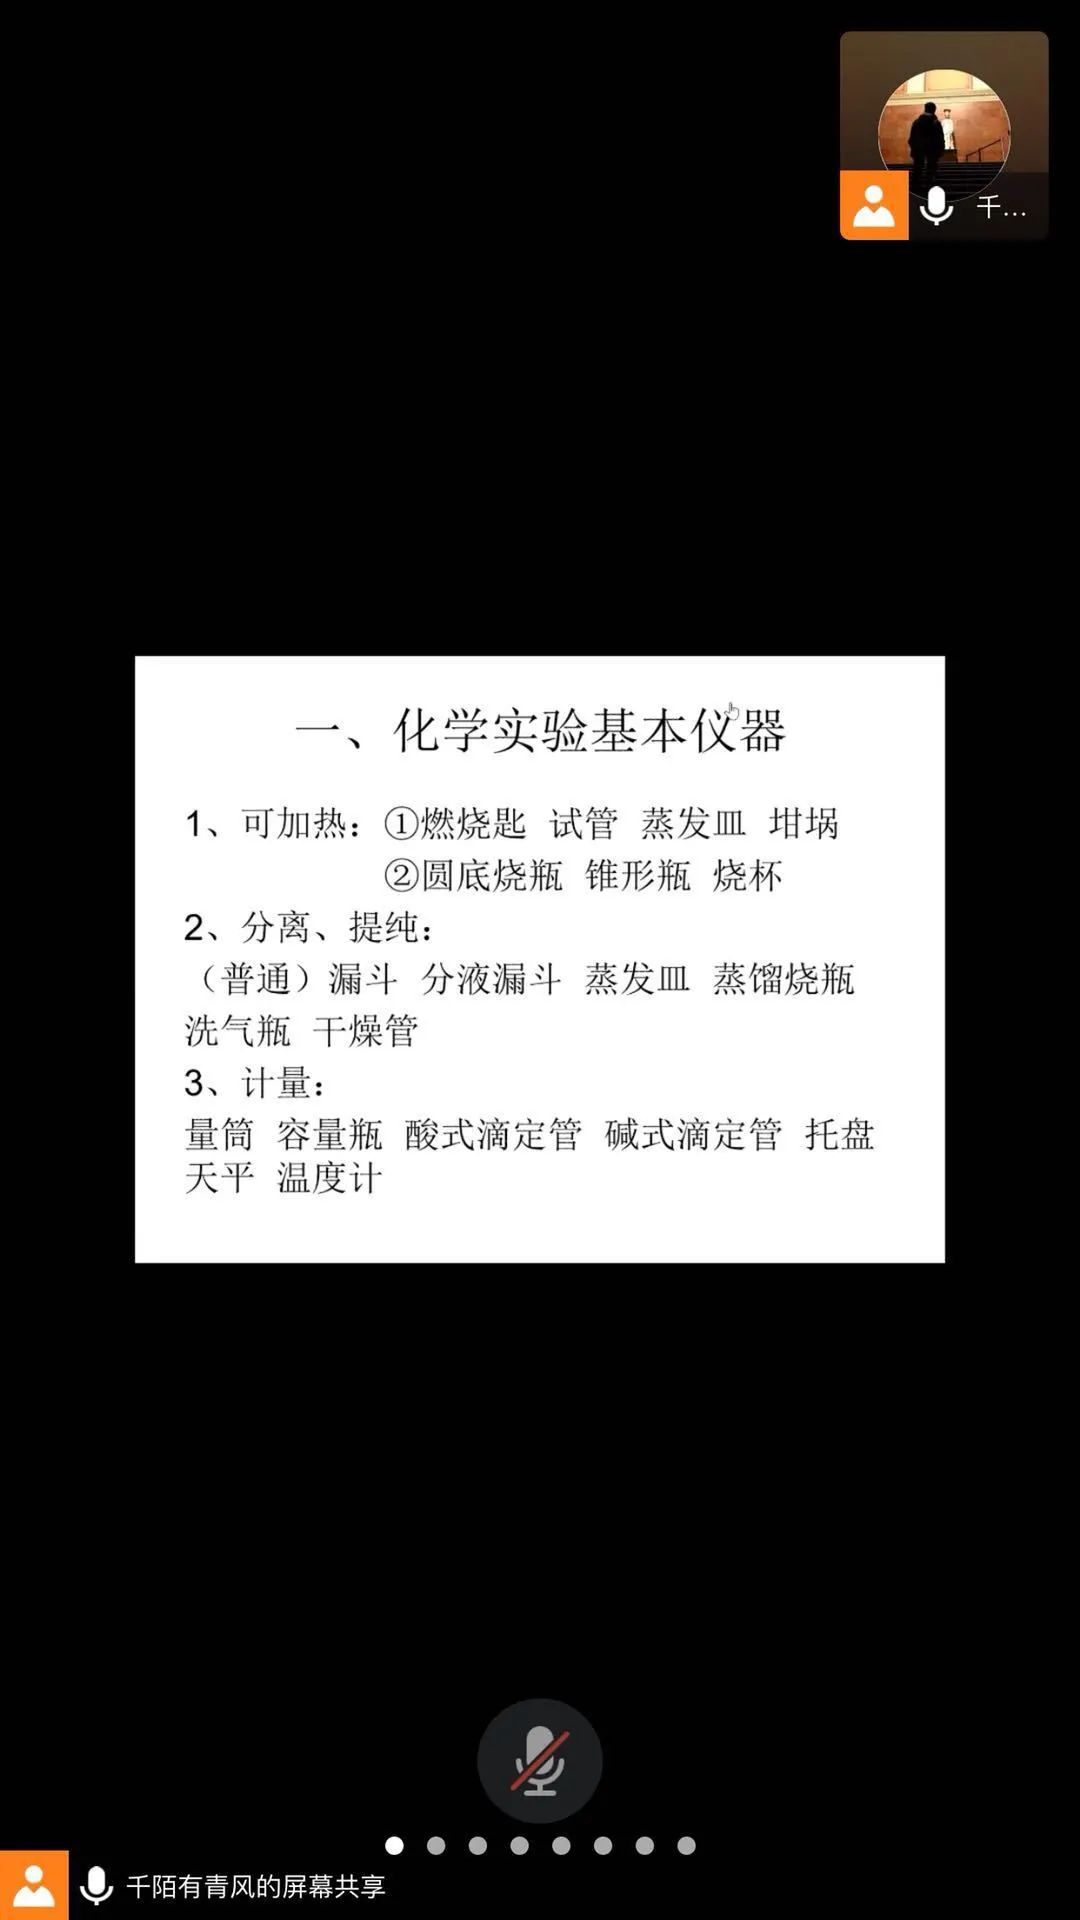 千...
一、化学实验基本仪器
1、可加热：①燃烧匙 试管 蒸发皿 坩埚
②圆底烧瓶 锥形瓶 烧杯
2、分离、提纯：
（普通）漏斗 分液漏斗 蒸发皿 蒸馏烧瓶
洗气瓶 干燥管
3、计量：
量筒 容量瓶 酸式滴定管 碱式滴定管 托盘
天平 温度计
千陌有青风的屏幕共享